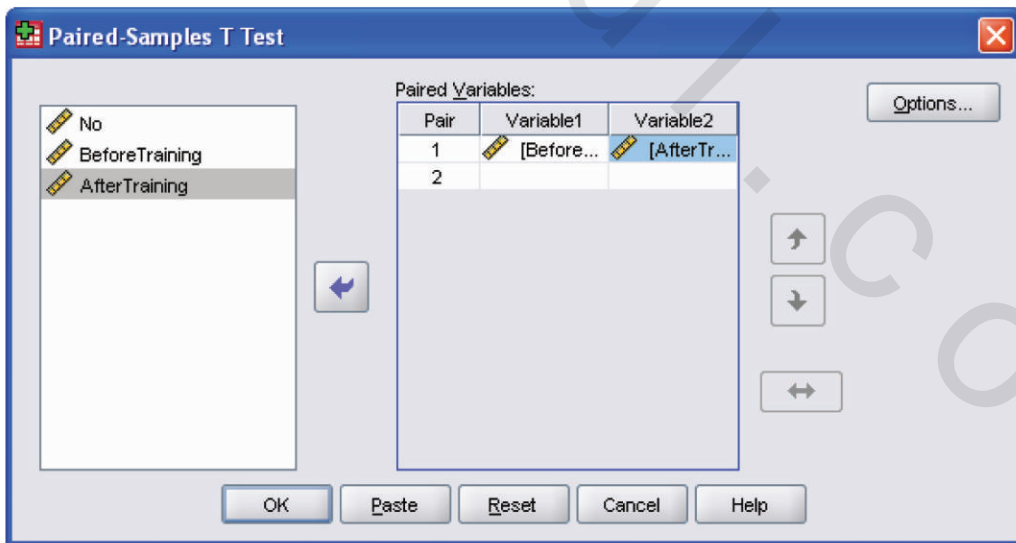 Paired-Samples T Test
No
BeforeTraining
AfterTraining
Paired Variables:
Pair Variable1 Variable2
1 [Before... [AfterTr...
2
Options...
OK Paste Reset Cancel Help